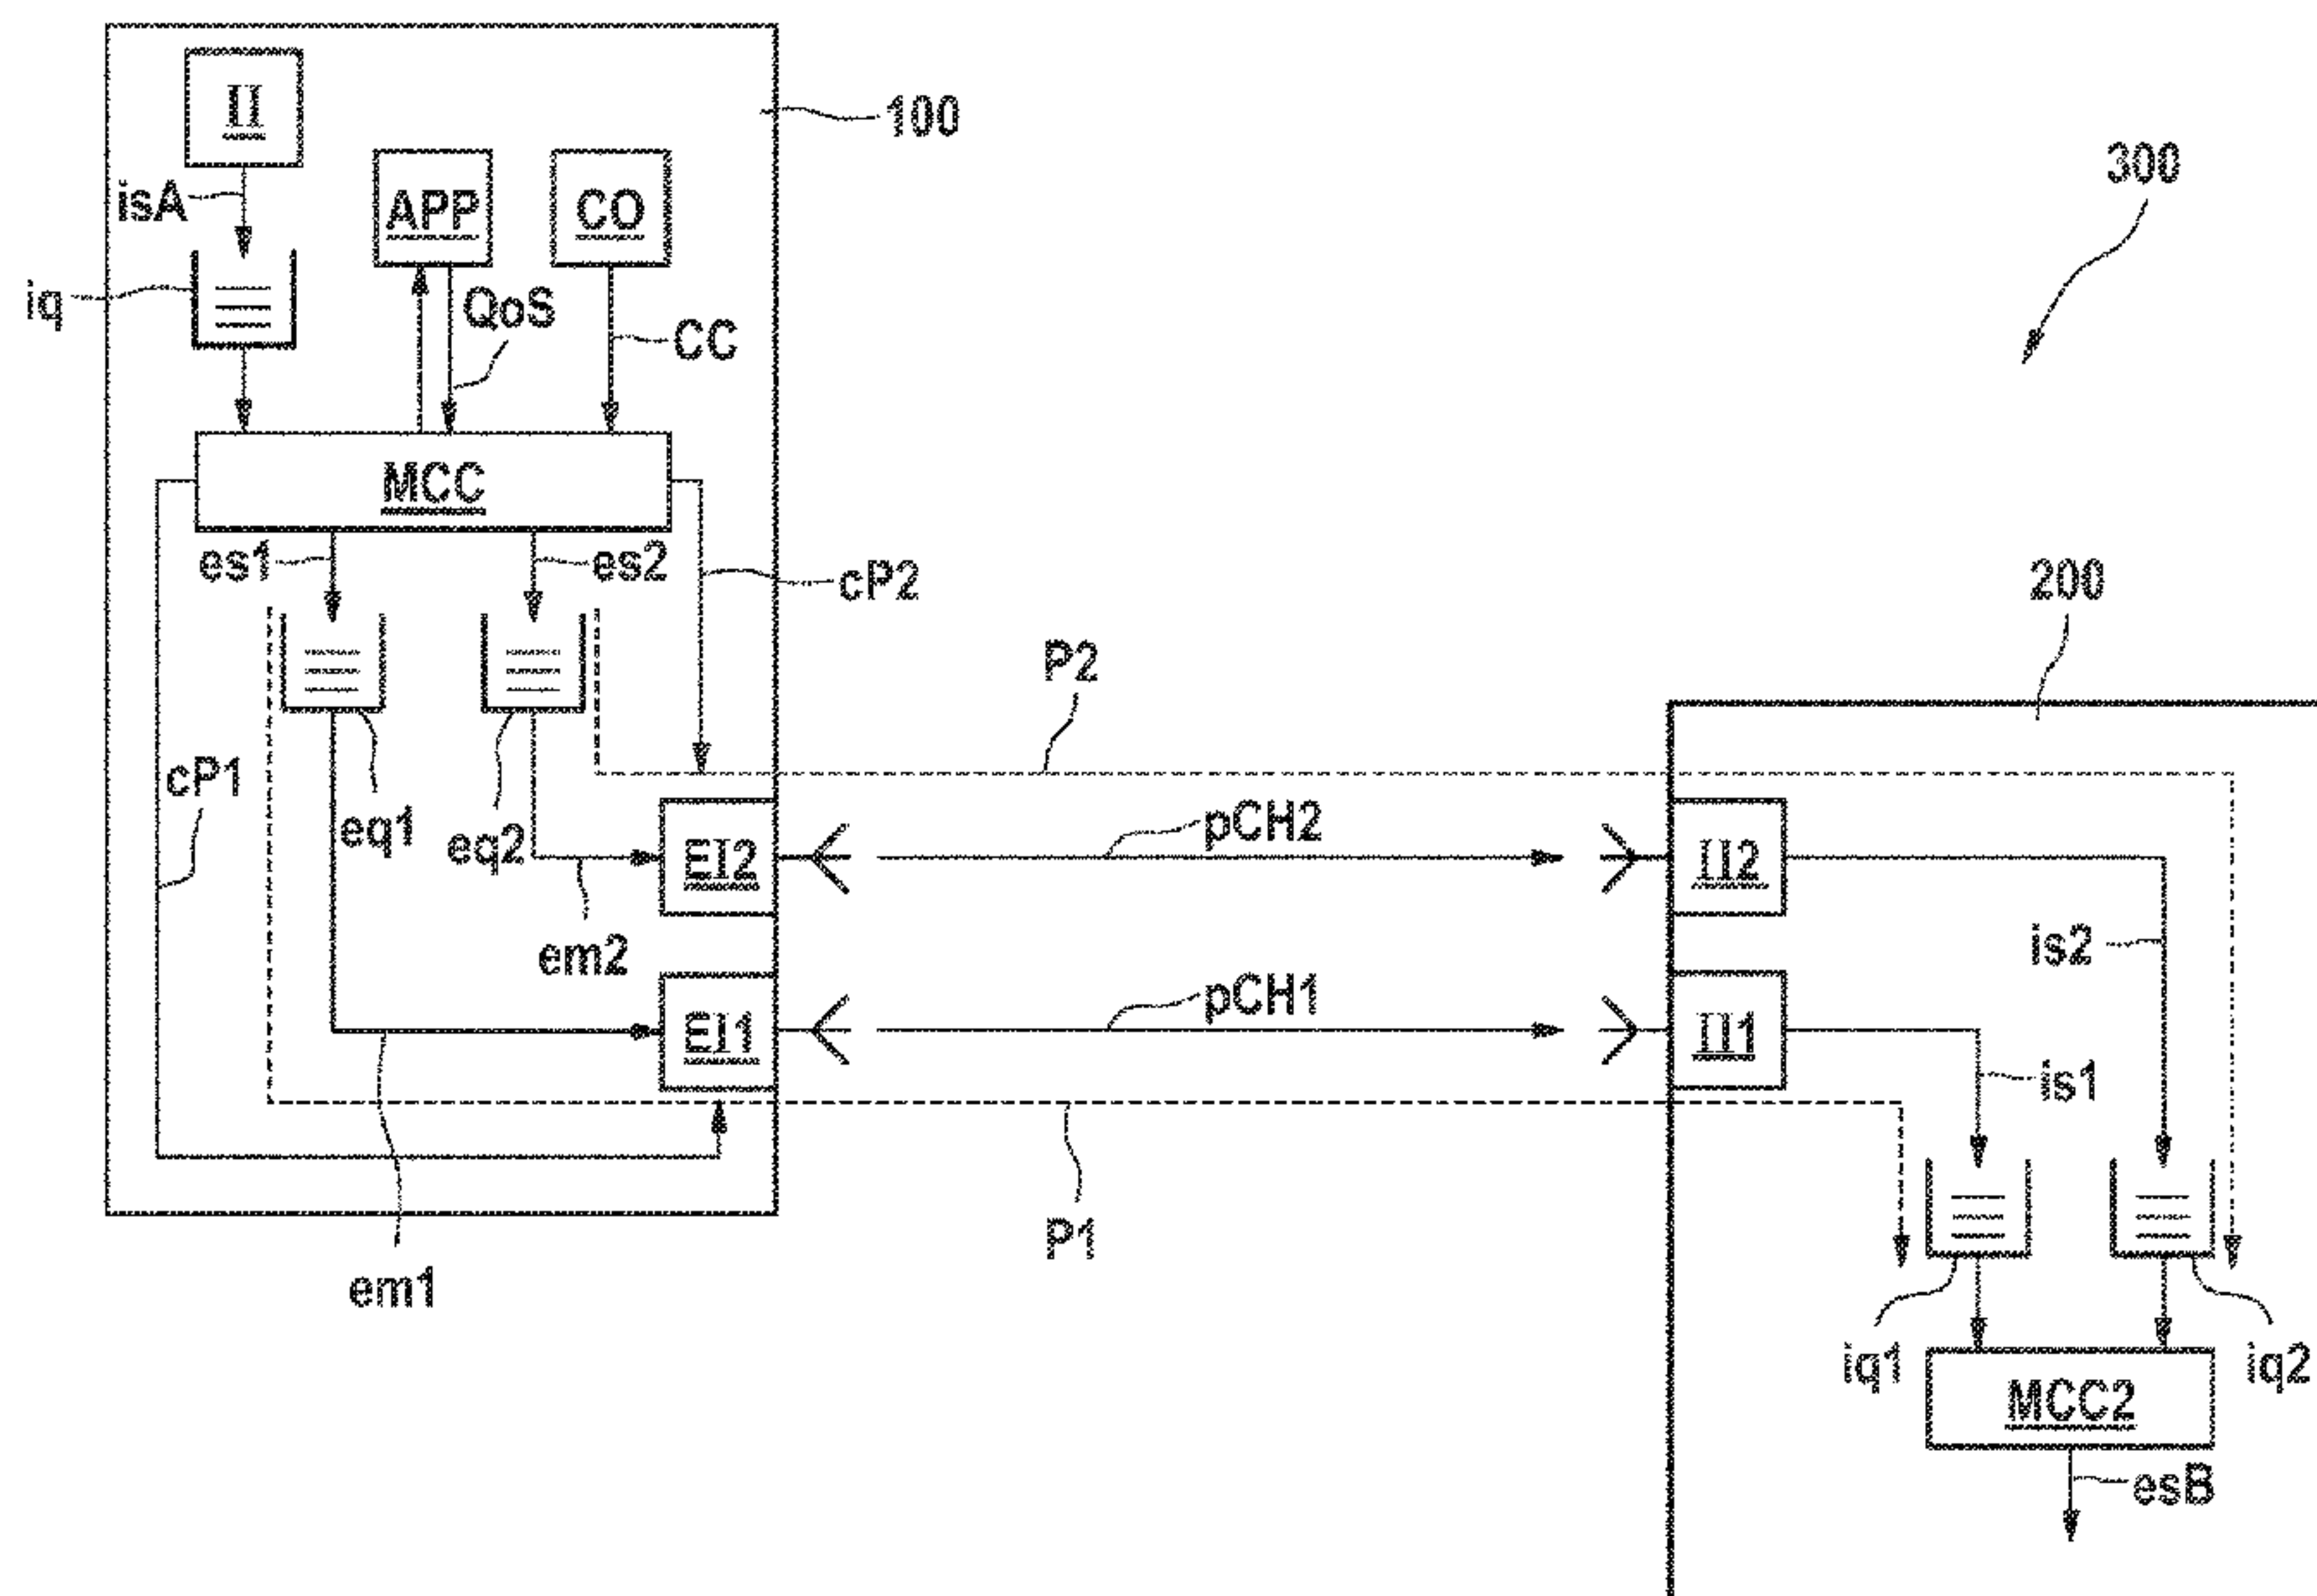 II
100
300
isA
APP
CO
iq
QoS
CC
MCC
es1
es2
cP2
200
P2
cP1
eq1
eq2
pCH2
EI2
II2
em2
is2
pCH1
EI1
II1
is1
P1
em1
iq1
iq2
MCC2
esB